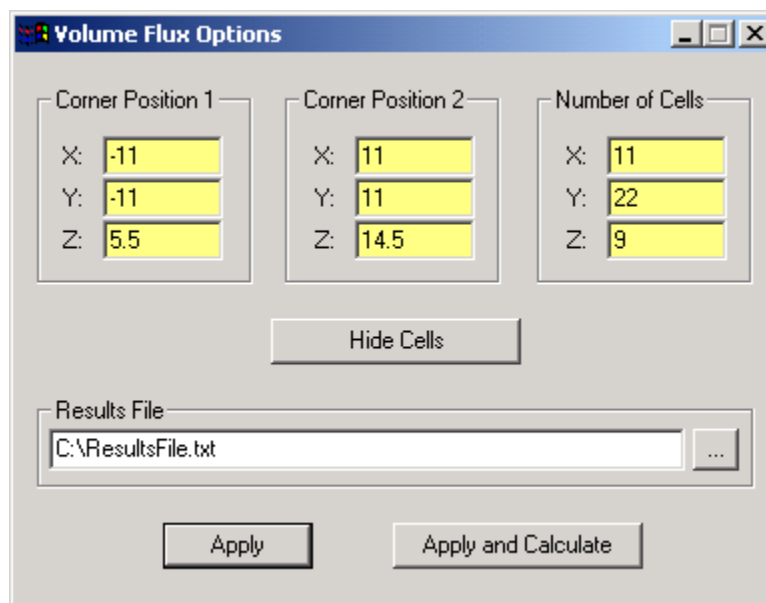 Volume Flux Options
Corner Position 1 Corner Position 2 Number of Cells
X: -11 X: 11 X: 11
Y: -11 Y: 11 Y: 22
Z: 5.5 Z: 14.5 Z: 9
Hide Cells
Results File
C:\ResultsFile.txt ...
Apply Apply and Calculate